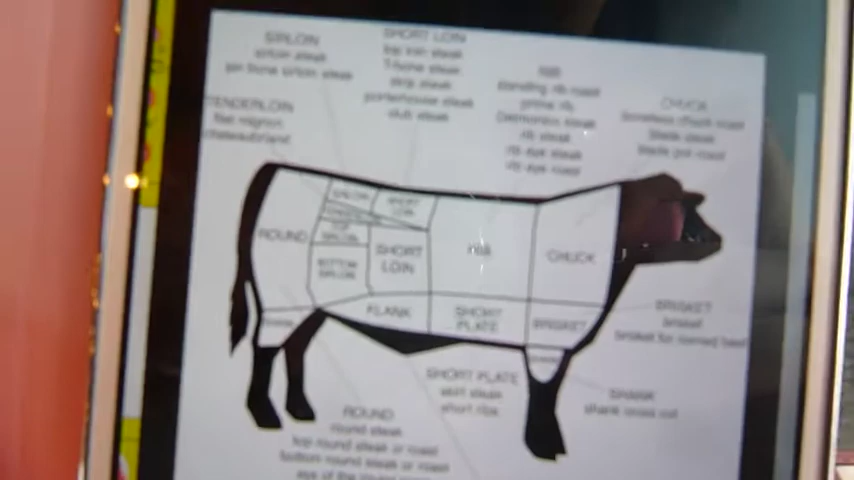 SIRLOIN
sirloin steak
pin bone sirloin steak
SHORT LOIN
top loin steak
T-bone steak
strip steak
porterhouse steak
club steak
RIB
standing rib roast
prime rib
Delmonico steak
rib steak
rib eye steak
rib eye roast
CHUCK
boneless chuck roast
blade steak
blade pot roast
TENDERLOIN
filet mignon
chateaubriand
SIRLOIN
SHORT
LOIN
TOP
SIRLOIN
ROUND
SHORT
LOIN
RIB
CHUCK
BOTTOM
SIRLOIN
FLANK
SHORT
PLATE
BRISKET
BRISKET
brisket
brisket for corned beef
SHORT PLATE
skirt steak
short ribs
SHANK
shank cross cut
ROUND
round steak
top round steak or roast
bottom round steak or roast
eye of the round